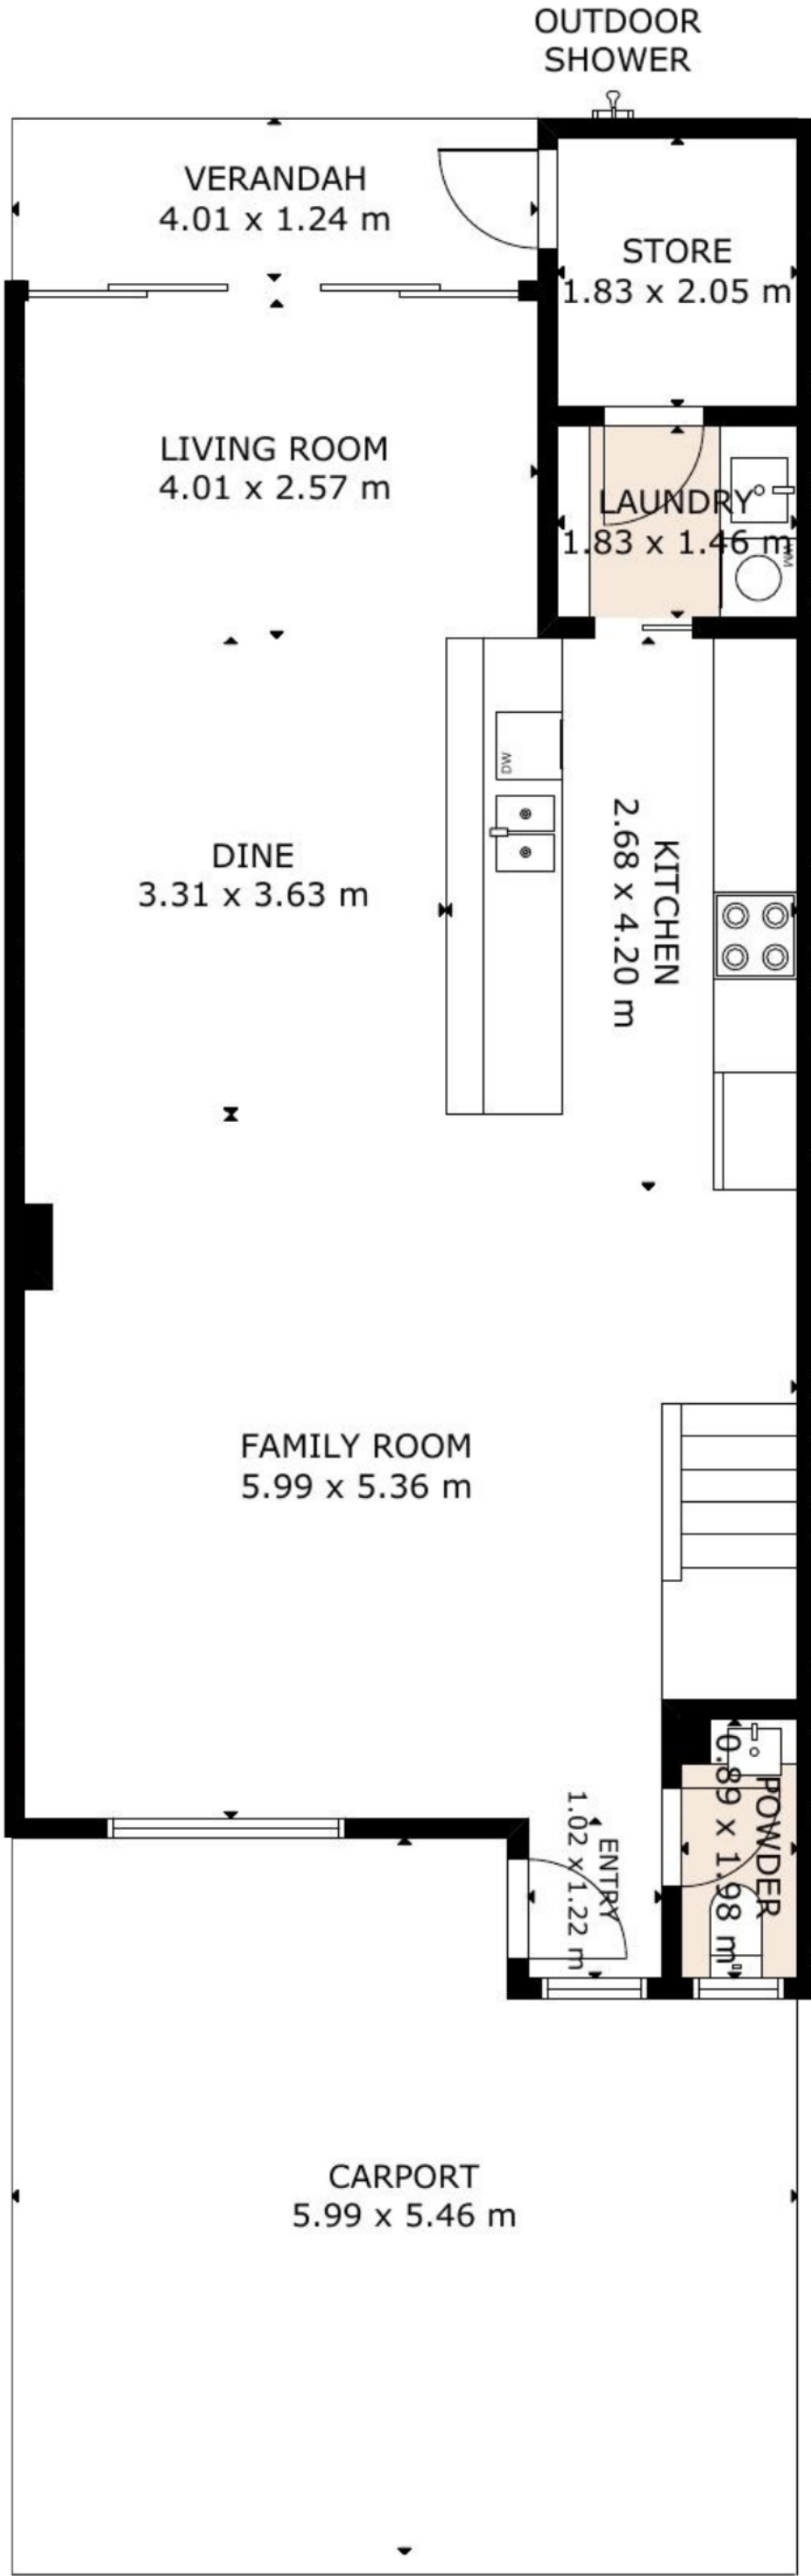 OUTDOOR
SHOWER
VERANDAH
4.01 x 1.24 m
STORE
1.83 x 2.05 m
LIVING ROOM
4.01 x 2.57 m
LAUNDRY
1.83 x 1.46 m
WM
DW
DINE
3.31 x 3.63 m
KITCHEN
2.68 x 4.20 m
FAMILY ROOM
5.99 x 5.36 m
ENTRY
1.02 x 1.22 m
POWDER
0.89 x 1.98 m
CARPORT
5.99 x 5.46 m